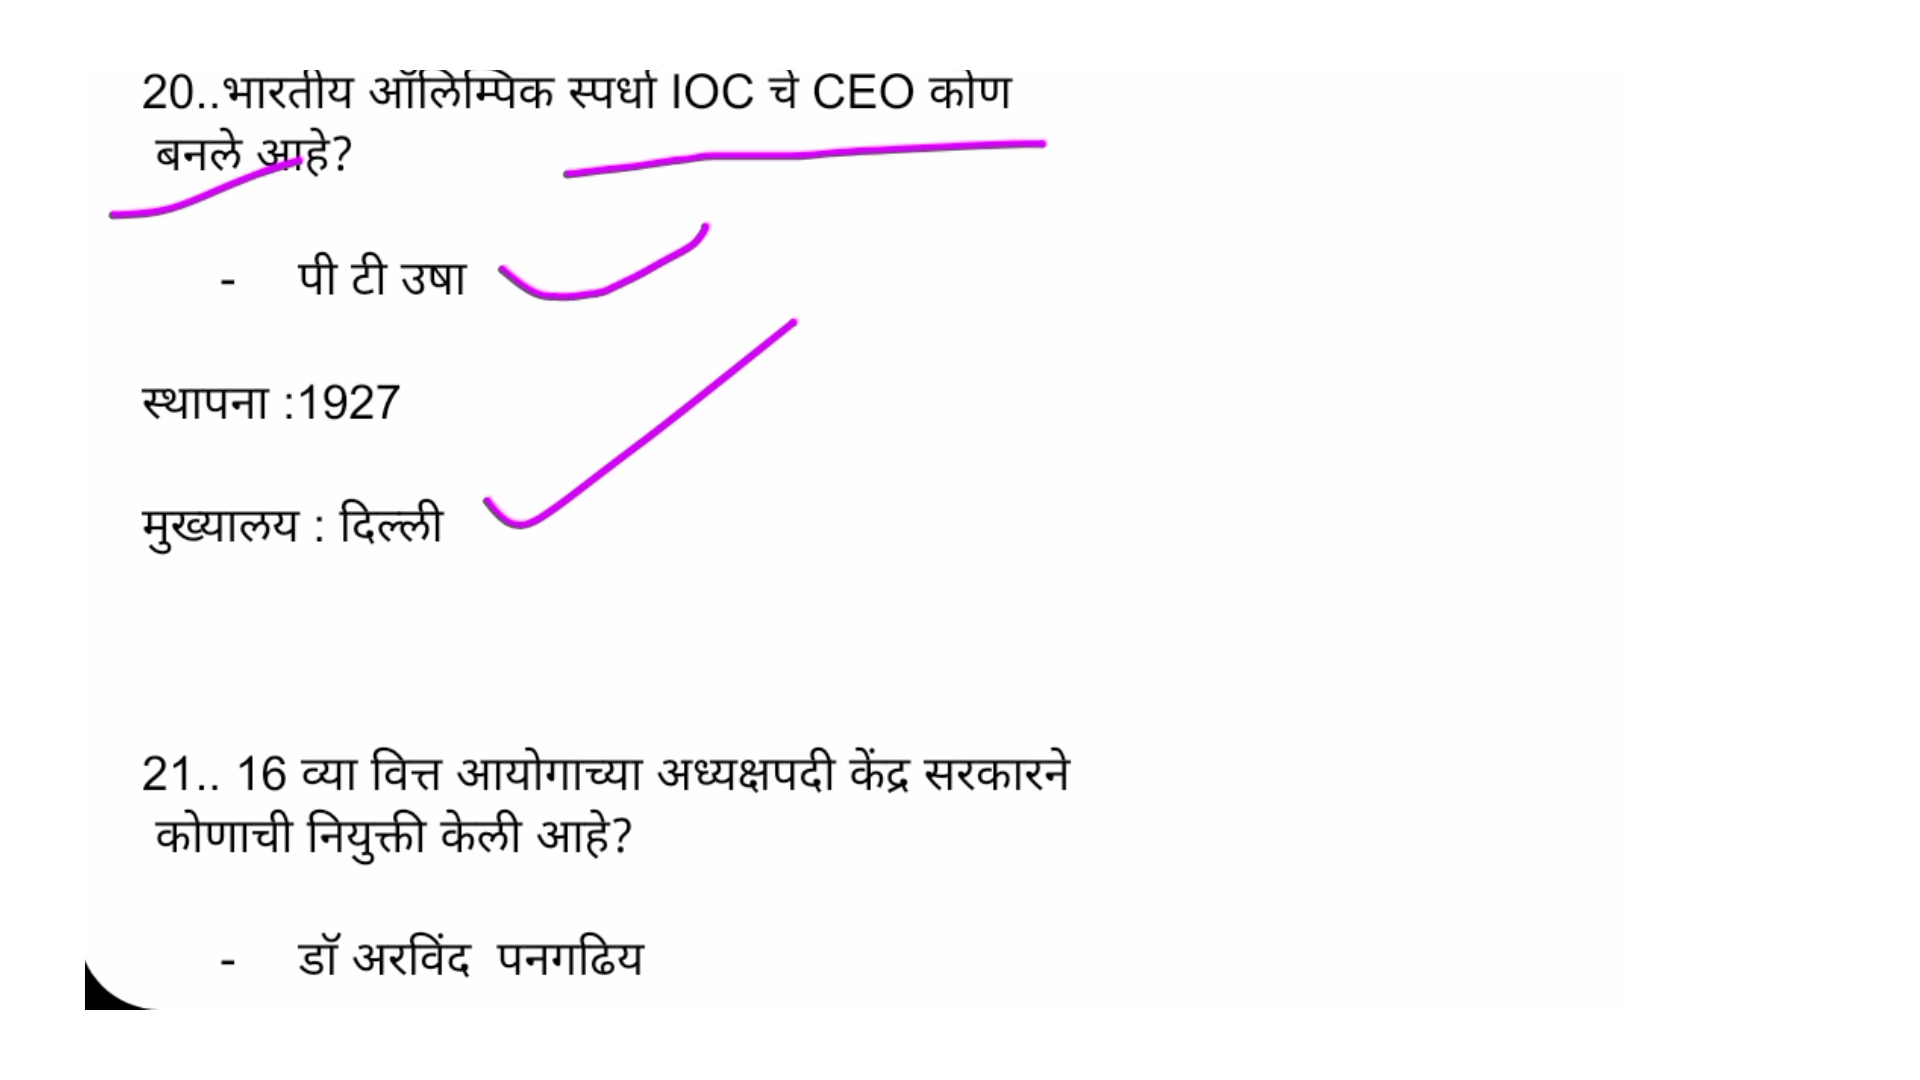 20..भारतीय ऑलिम्पिक स्पर्धा IOC चे CEO कोण
बनले आहे?
- पी टी उषा
स्थापना :1927
मुख्यालय : दिल्ली
21.. 16 व्या वित्त आयोगाच्या अध्यक्षपदी केंद्र सरकारने
कोणाची नियुक्ती केली आहे?
- डॉ अरविंद पनगढिय